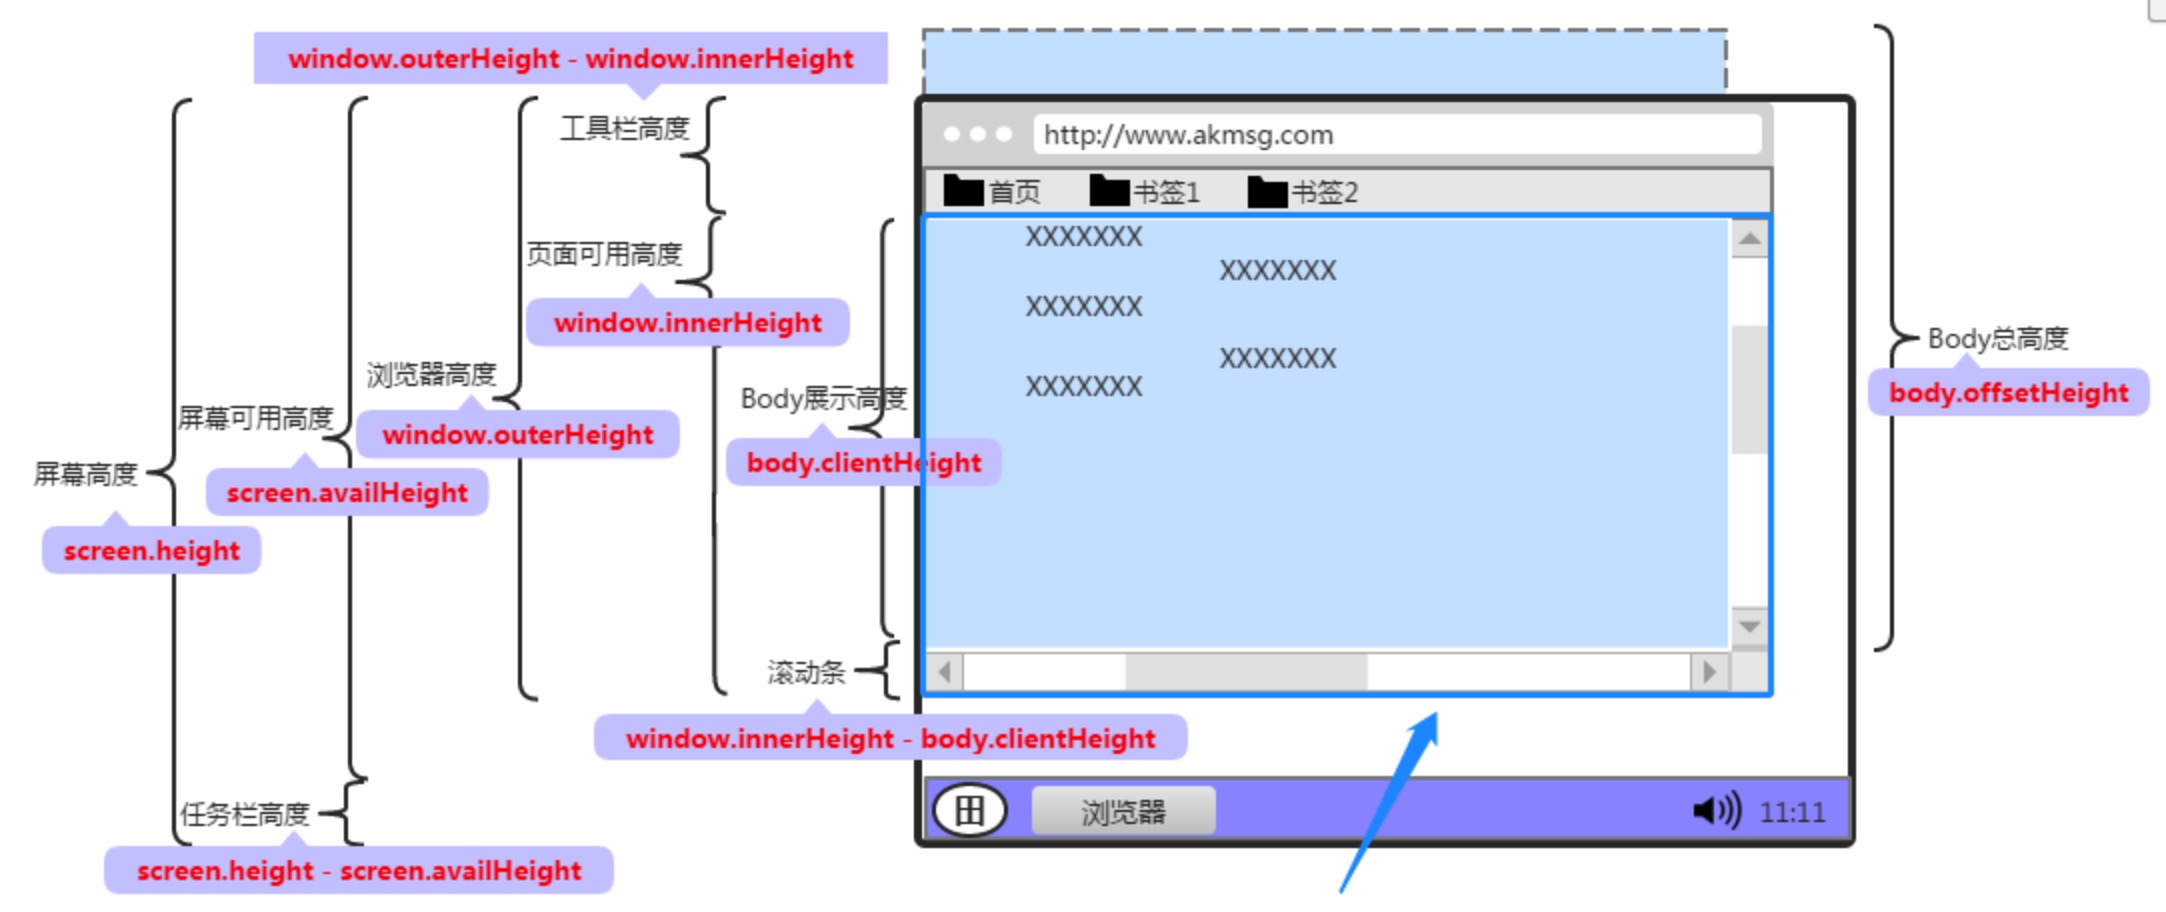 window.outerHeight - window.innerHeight
工具栏高度
http://www.akmsg.com
首页
书签1
书签2
XXXXXXX
页面可用高度
XXXXXXX
XXXXXXX
window.innerHeight
Body总高度
XXXXXXX
浏览器高度
XXXXXXX
body.offsetHeight
Body展示高度
屏幕可用高度
window.outerHeight
body.clientHeight
屏幕高度
screen.availHeight
screen.height
滚动条
window.innerHeight - body.clientHeight
任务栏高度
田
浏览器
11:11
screen.height - screen.availHeight